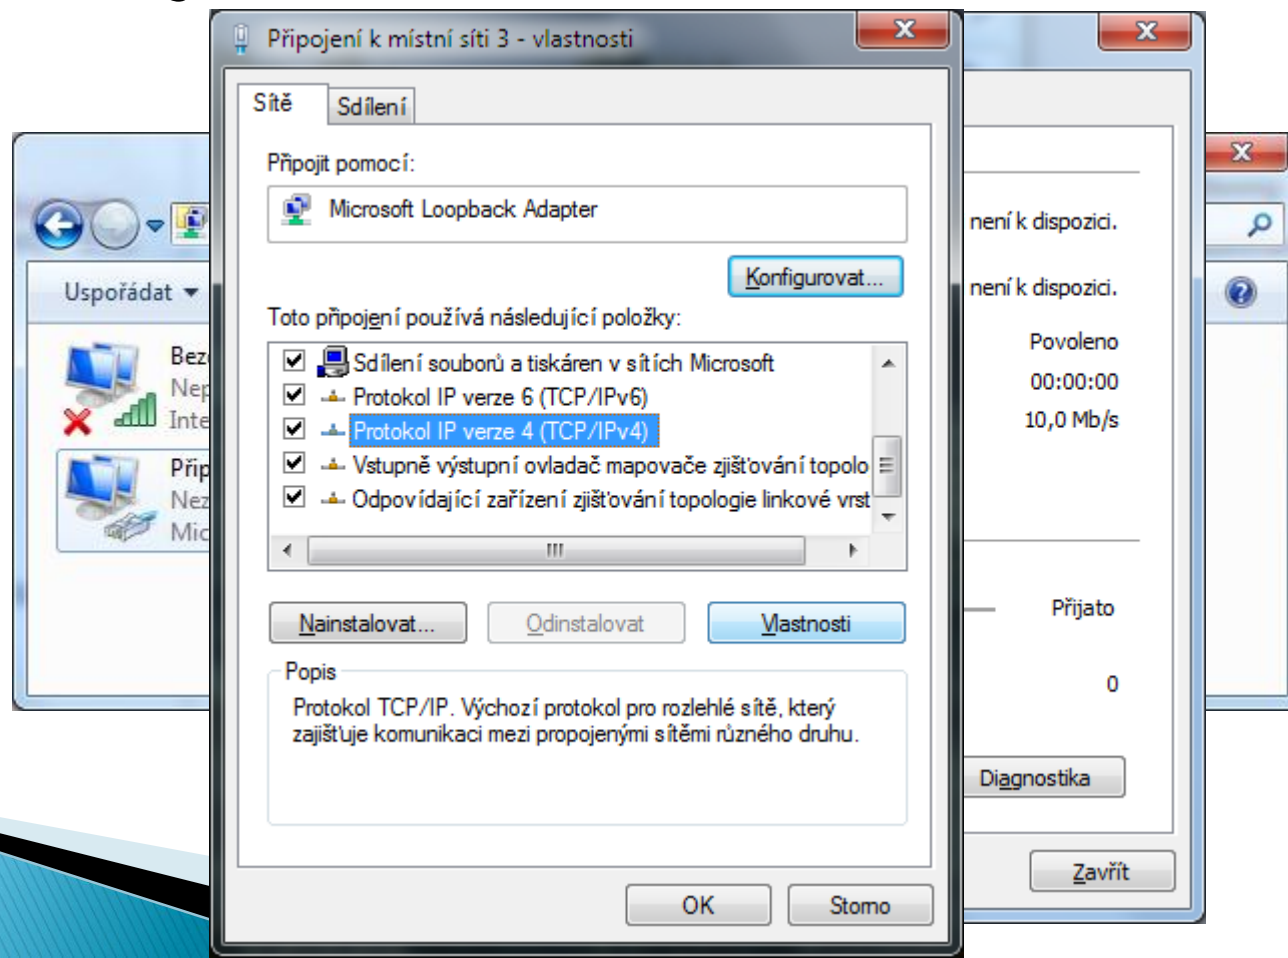 Připojení k místní síti 3 - vlastnosti
Sítě
Sdílení
Připojit pomocí:
Microsoft Loopback Adapter
Konfigurovat...
Toto připojení používá následující položky:
Sdílení souborů a tiskáren v sítích Microsoft
Protokol IP verze 6 (TCP/IPv6)
Protokol IP verze 4 (TCP/IPv4)
Vstupně výstupní ovladač mapovače zjišťování topolo
Odpovídající zařízení zjišťování topologie linkové vrst
Nainstalovat...
Odinstalovat
Vlastnosti
Popis
Protokol TCP/IP. Výchozí protokol pro rozlehlé sítě, který
zajišťuje komunikaci mezi propojenými sítěmi různého druhu.
OK
Storno
Uspořádat
Bez
Nep
Inte
Přip
Nez
Mic
není k dispozici.
není k dispozici.
Povoleno
00:00:00
10,0 Mb/s
Přijato
0
Diagnostika
Zavřít